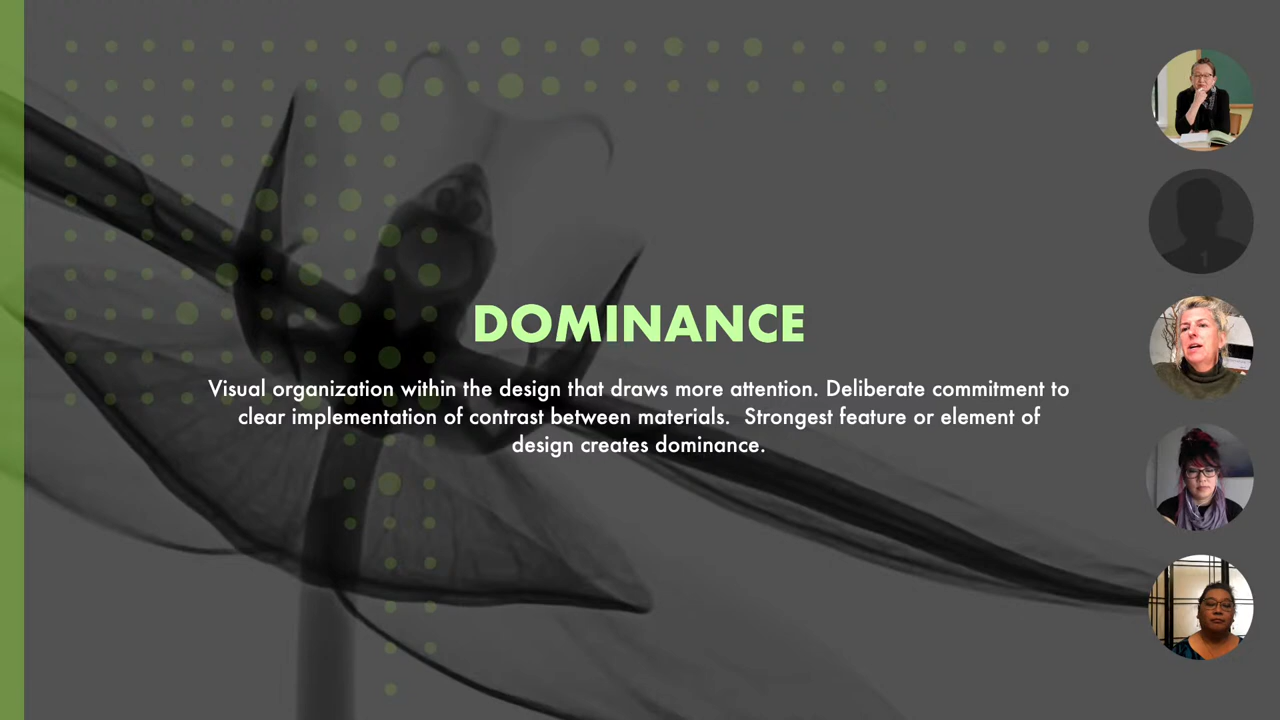 DOMINANCE
Visual organization within the design that draws more attention. Deliberate commitment to
clear implementation of contrast between materials.  Strongest feature or element of
design creates dominance.